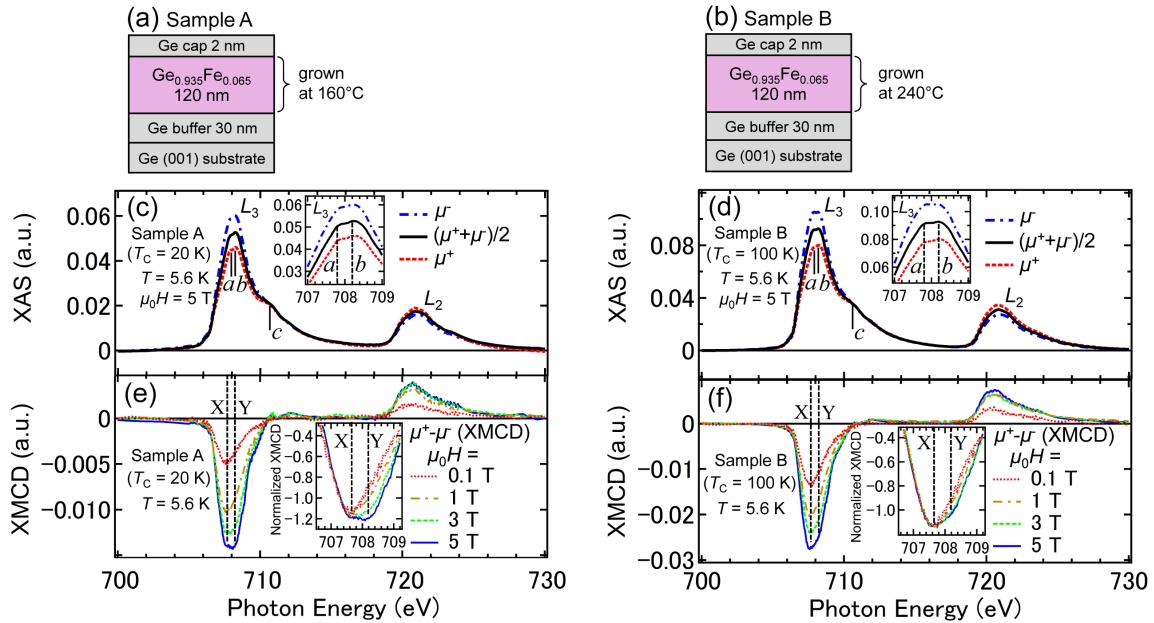 (a) Sample A
Ge cap 2 nm
Ge0.935Fe0.065
120 nm
grown
at 160°C
Ge buffer 30 nm
Ge (001) substrate
(b) Sample B
Ge cap 2 nm
Ge0.935Fe0.065
120 nm
grown
at 240°C
Ge buffer 30 nm
Ge (001) substrate
(c)
Sample A
(TC = 20 K)
T = 5.6 K
μ0H = 5 T
XAS (a.u.)
0.06
0.04
0.02
0
L3
a b
c
L2
L3
0.06
0.05
0.04
0.03
a
b
707 708 709
μ-
(μ++μ-)/2
μ+
(d)
Sample B
(TC = 100 K)
T = 5.6 K
μ0H = 5 T
XAS (a.u.)
0.08
0.04
0
L3
a b
c
L2
L3
0.10
0.08
0.06
a
b
707 708 709
μ-
(μ++μ-)/2
μ+
(e)
Sample A
(TC = 20 K)
T = 5.6 K
XMCD (a.u.)
0
-0.005
-0.010
X Y
Normalized XMCD
-0.4
-0.6
-0.8
-1.0
-1.2
X Y
707 708 709
μ+-μ- (XMCD)
μ0H =
0.1 T
1 T
3 T
5 T
700 710 720 730
Photon Energy (eV)
(f)
Sample B
(TC = 100 K)
T = 5.6 K
XMCD (a.u.)
0
-0.01
-0.02
-0.03
X Y
Normalized XMCD
-0.4
-0.6
-0.8
-1.0
X Y
707 708 709
μ+-μ- (XMCD)
μ0H =
0.1 T
1 T
3 T
5 T
700 710 720 730
Photon Energy (eV)